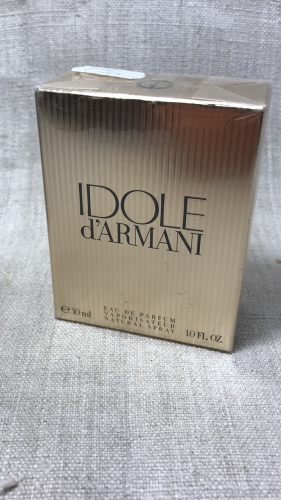 IDOLE
d'ARMANI
EAU DE PARFUM
VAPORISATEUR
NATURAL SPRAY
℮30 ml
1.0 FL. OZ